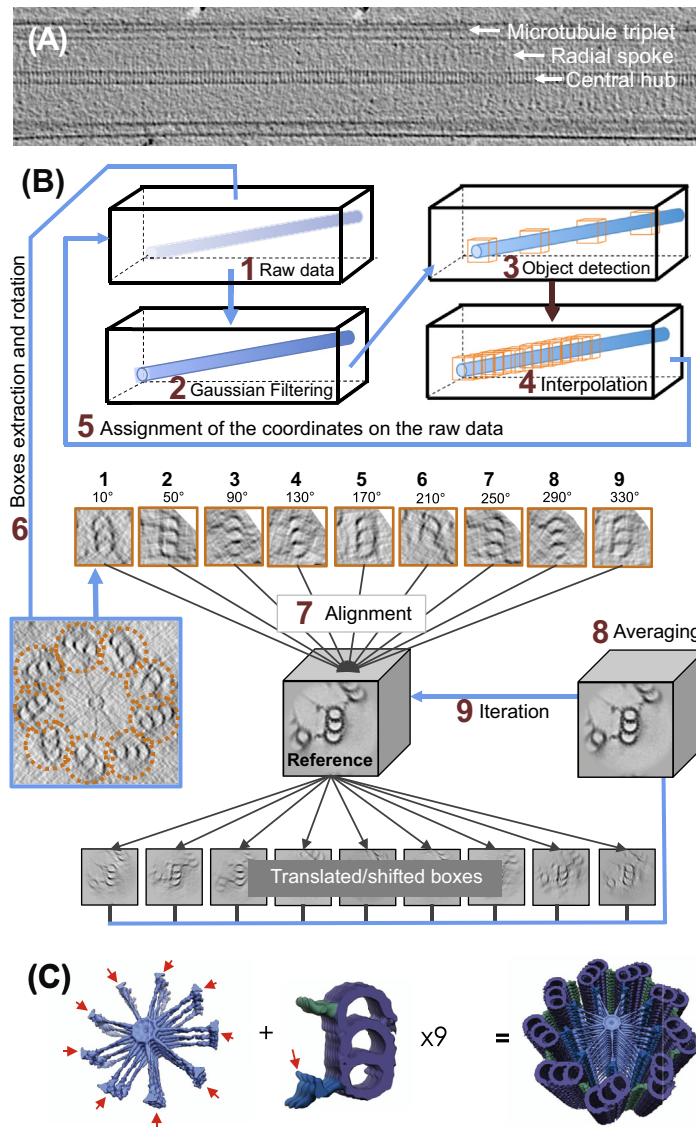 (A)
Microtubule triplet
Radial spoke
Central hub
(B)
1 Raw data
3 Object detection
2 Gaussian Filtering
4 Interpolation
5 Assignment of the coordinates on the raw data
6 Boxes extraction and rotation
1 2 3 4 5 6 7 8 9
10° 50° 90° 130° 170° 210° 250° 290° 330°
7 Alignment
8 Averaging
9 Iteration
Reference
Translated/shifted boxes
(C)
+ x9 =